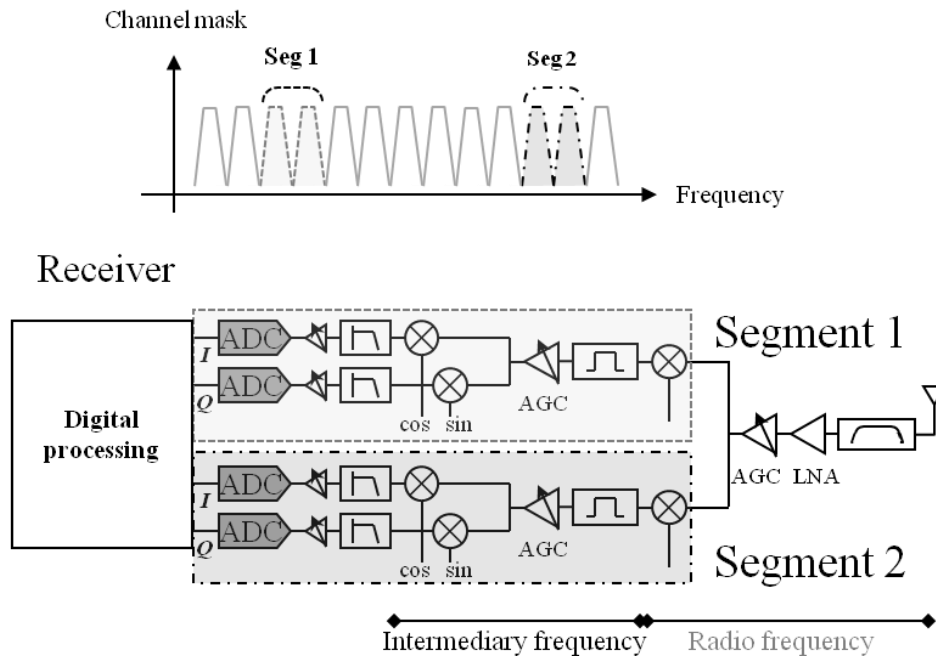 Channel mask
Seg 1
Seg 2
Frequency
Receiver
Segment 1
ADC
I
ADC
Q
AGC
cos sin
Digital
processing
AGC LNA
ADC
I
ADC
Q
AGC
cos sin
Segment 2
Intermediary frequency
Radio frequency